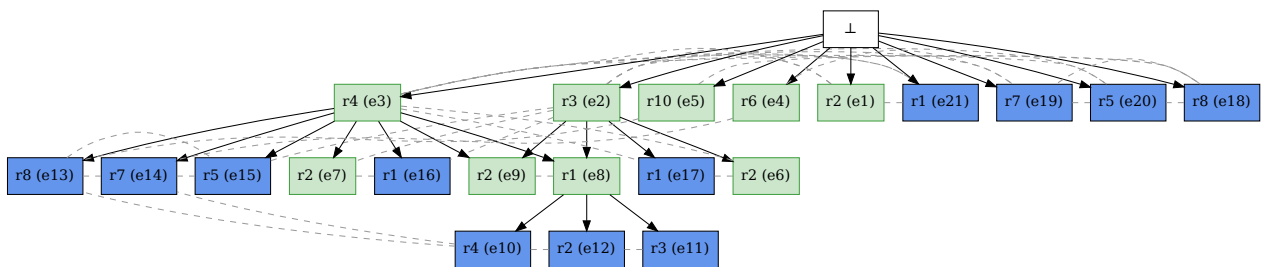 ⊥
r4 (e3)
r3 (e2)
r10 (e5)
r6 (e4)
r2 (e1)
r1 (e21)
r7 (e19)
r5 (e20)
r8 (e18)
r8 (e13)
r7 (e14)
r5 (e15)
r2 (e7)
r1 (e16)
r2 (e9)
r1 (e8)
r1 (e17)
r2 (e6)
r4 (e10)
r2 (e12)
r3 (e11)